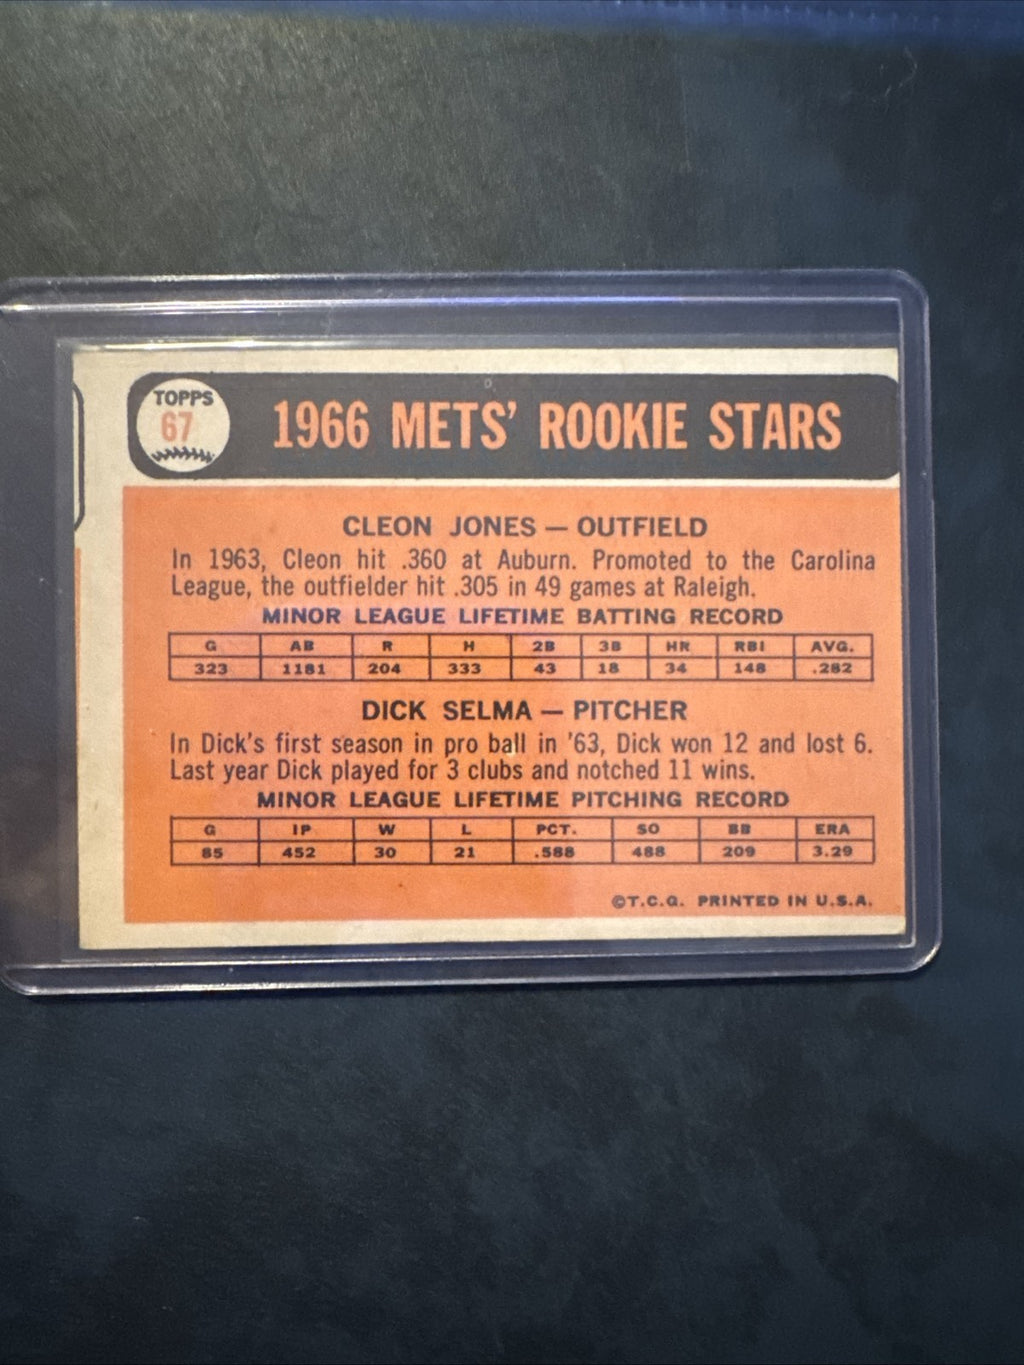 TOPPS
67
1966 METS' ROOKIE STARS
CLEON JONES — OUTFIELD
In 1963, Cleon hit .360 at Auburn. Promoted to the Carolina
League, the outfielder hit .305 in 49 games at Raleigh.
MINOR LEAGUE LIFETIME BATTING RECORD
G AB R H 2B 3B HR RBI AVG.
323 1181 204 333 43 18 34 148 .282
DICK SELMA — PITCHER
In Dick's first season in pro ball in '63, Dick won 12 and lost 6.
Last year Dick played for 3 clubs and notched 11 wins.
MINOR LEAGUE LIFETIME PITCHING RECORD
G IP W L PCT. SO BB ERA
85 452 30 21 .588 488 209 3.29
©T.C.G. PRINTED IN U.S.A.